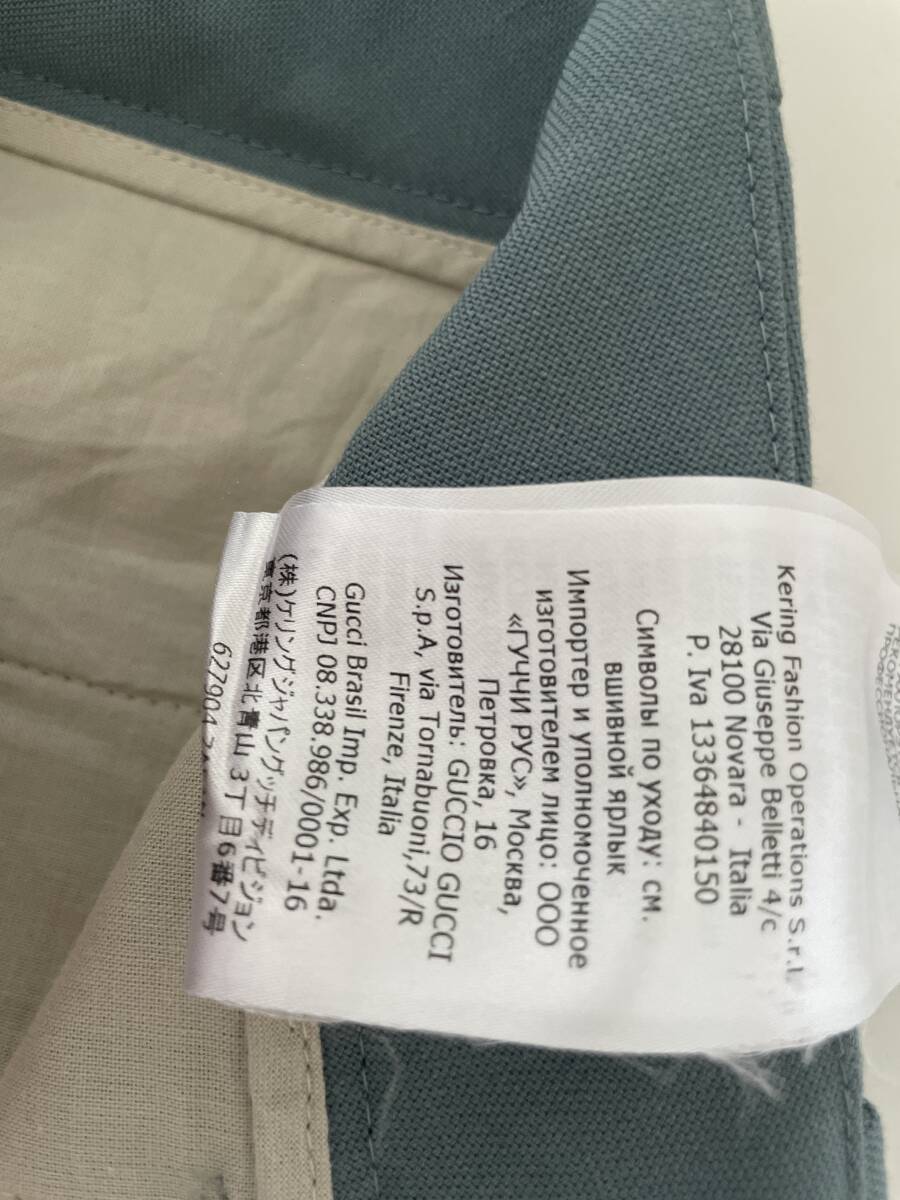 Kering Fashion Operations S.r.l.
Via Giuseppe Belletti 4/c
28100 Novara - Italia
P. Iva 13364840150
Символы по уходу: см.
вшивной ярлык
Импортер и уполномоченное
изготовителем лицо: ООО
«ГУЧЧИ РУС», Москва,
Петровка, 16
Изготовитель: GUCCIO GUCCI
S.p.A, via Tornabuoni,73/R
Firenze, Italia
Gucci Brasil Imp. Exp. Ltda.
CNPJ 08.338.986/0001-16
(株)ケリングジャパングッチディビジョン
東京都港区北青山 3丁目6番7号
622904